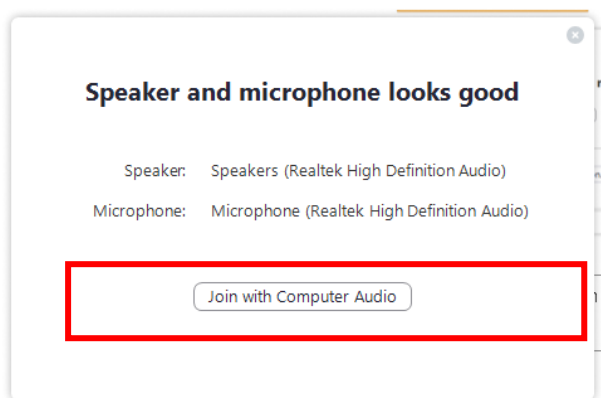 Speaker and microphone looks good
Speaker: Speakers (Realtek High Definition Audio)
Microphone: Microphone (Realtek High Definition Audio)
Join with Computer Audio